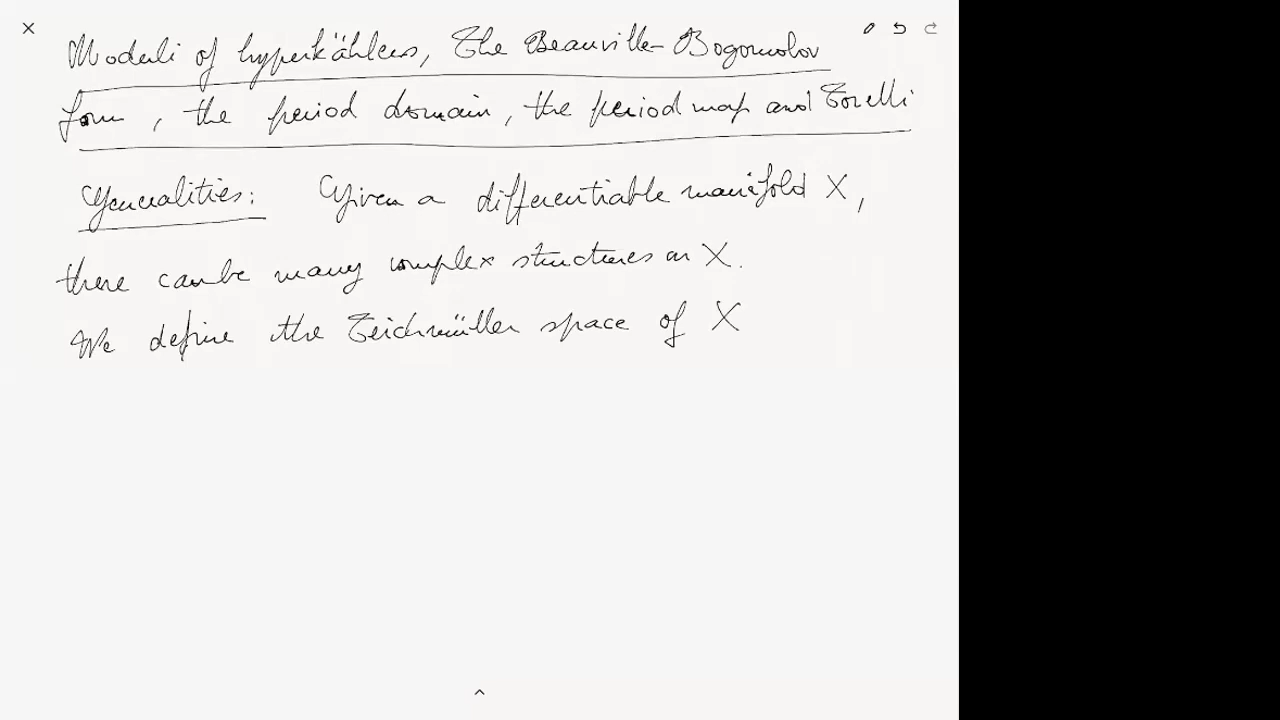 Moduli of hyperkählers, The Beauville-Bogomolov
form, the period domain, the period map and Torelli
Generalities: Given a differentiable manifold X,
there can be many complex structures on X.
We define the Teichmüller space of X